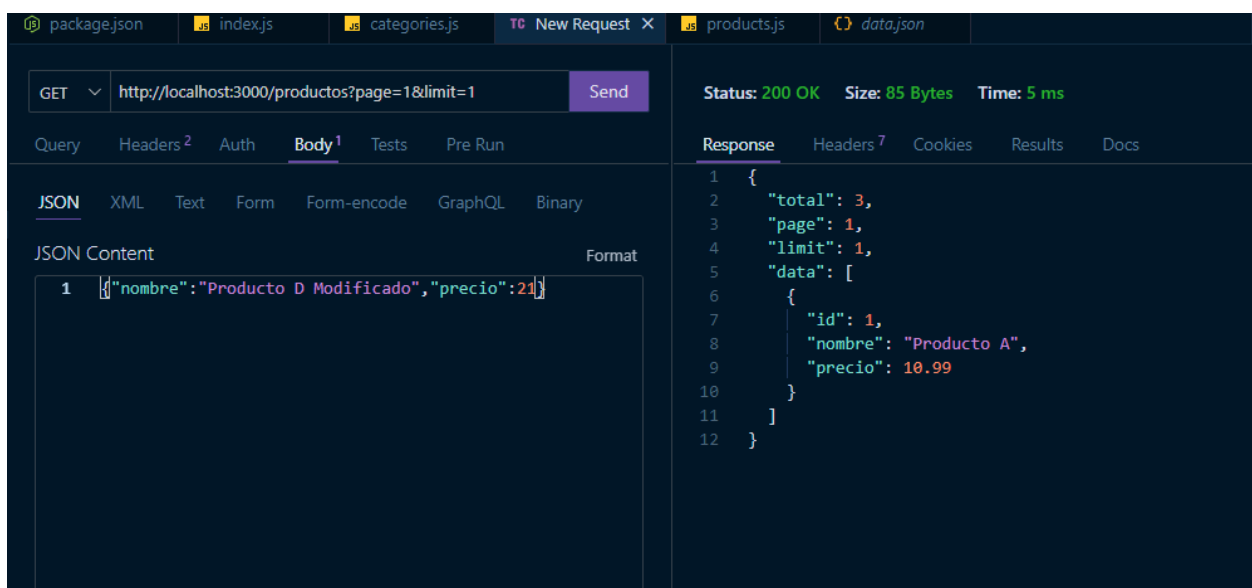 package.json JS index.js JS categories.js TC New Request × JS products.js {} data.json
GET http://localhost:3000/productos?page=1&limit=1 Send
Query Headers 2 Auth Body 1 Tests Pre Run
JSON XML Text Form Form-encode GraphQL Binary
JSON Content Format
1 {"nombre":"Producto D Modificado","precio":21}
Status: 200 OK Size: 85 Bytes Time: 5 ms
Response Headers 7 Cookies Results Docs
1 {
2 "total": 3,
3 "page": 1,
4 "limit": 1,
5 "data": [
6 {
7 "id": 1,
8 "nombre": "Producto A",
9 "precio": 10.99
10 }
11 ]
12 }